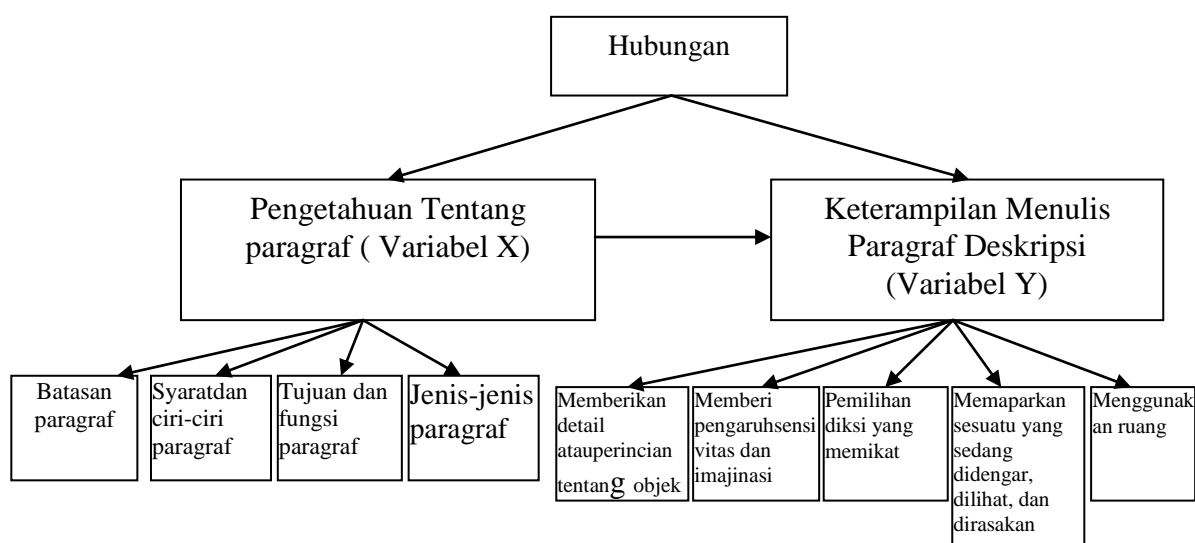 Hubungan
Pengetahuan Tentang
paragraf ( Variabel X)
Keterampilan Menulis
Paragraf Deskripsi
(Variabel Y)
Batasan
paragraf
Syaratdan
ciri-ciri
paragraf
Tujuan dan
fungsi
paragraf
Jenis-jenis
paragraf
Memberikan
detail
atauperincian
tentang objek
Memberi
pengaruhsensi
vitas dan
imajinasi
Pemilihan
diksi yang
memikat
Memaparkan
sesuatu yang
sedang
didengar,
dilihat, dan
dirasakan
Menggunak
an ruang